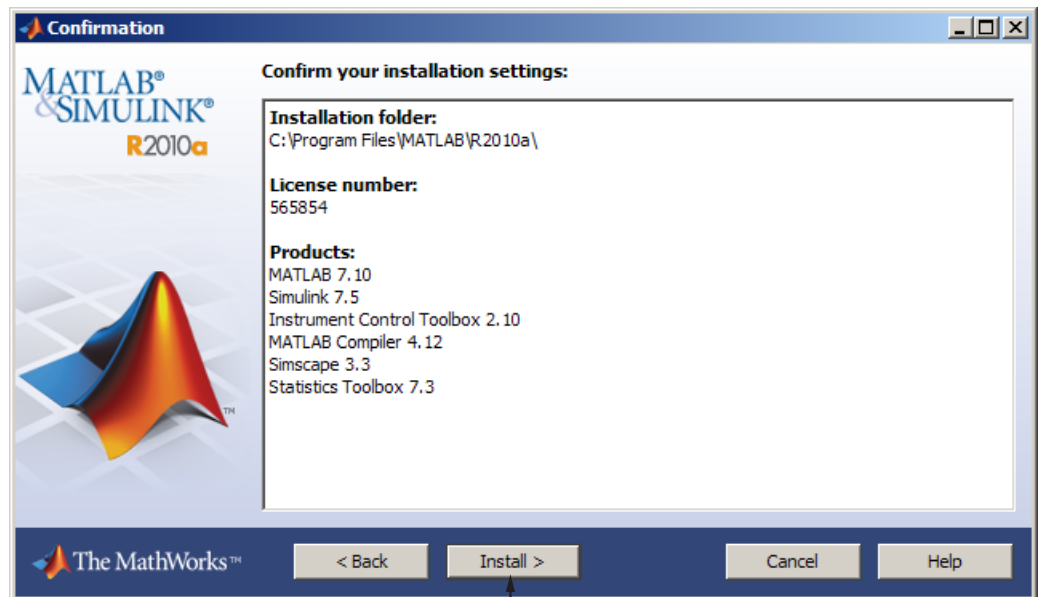 Confirmation
MATLAB®
&SIMULINK®
R2010a
TM
Confirm your installation settings:
Installation folder:
C:\Program Files\MATLAB\R2010a\
License number:
565854
Products:
MATLAB 7.10
Simulink 7.5
Instrument Control Toolbox 2.10
MATLAB Compiler 4.12
Simscape 3.3
Statistics Toolbox 7.3
The MathWorks™
< Back
Install >
Cancel
Help